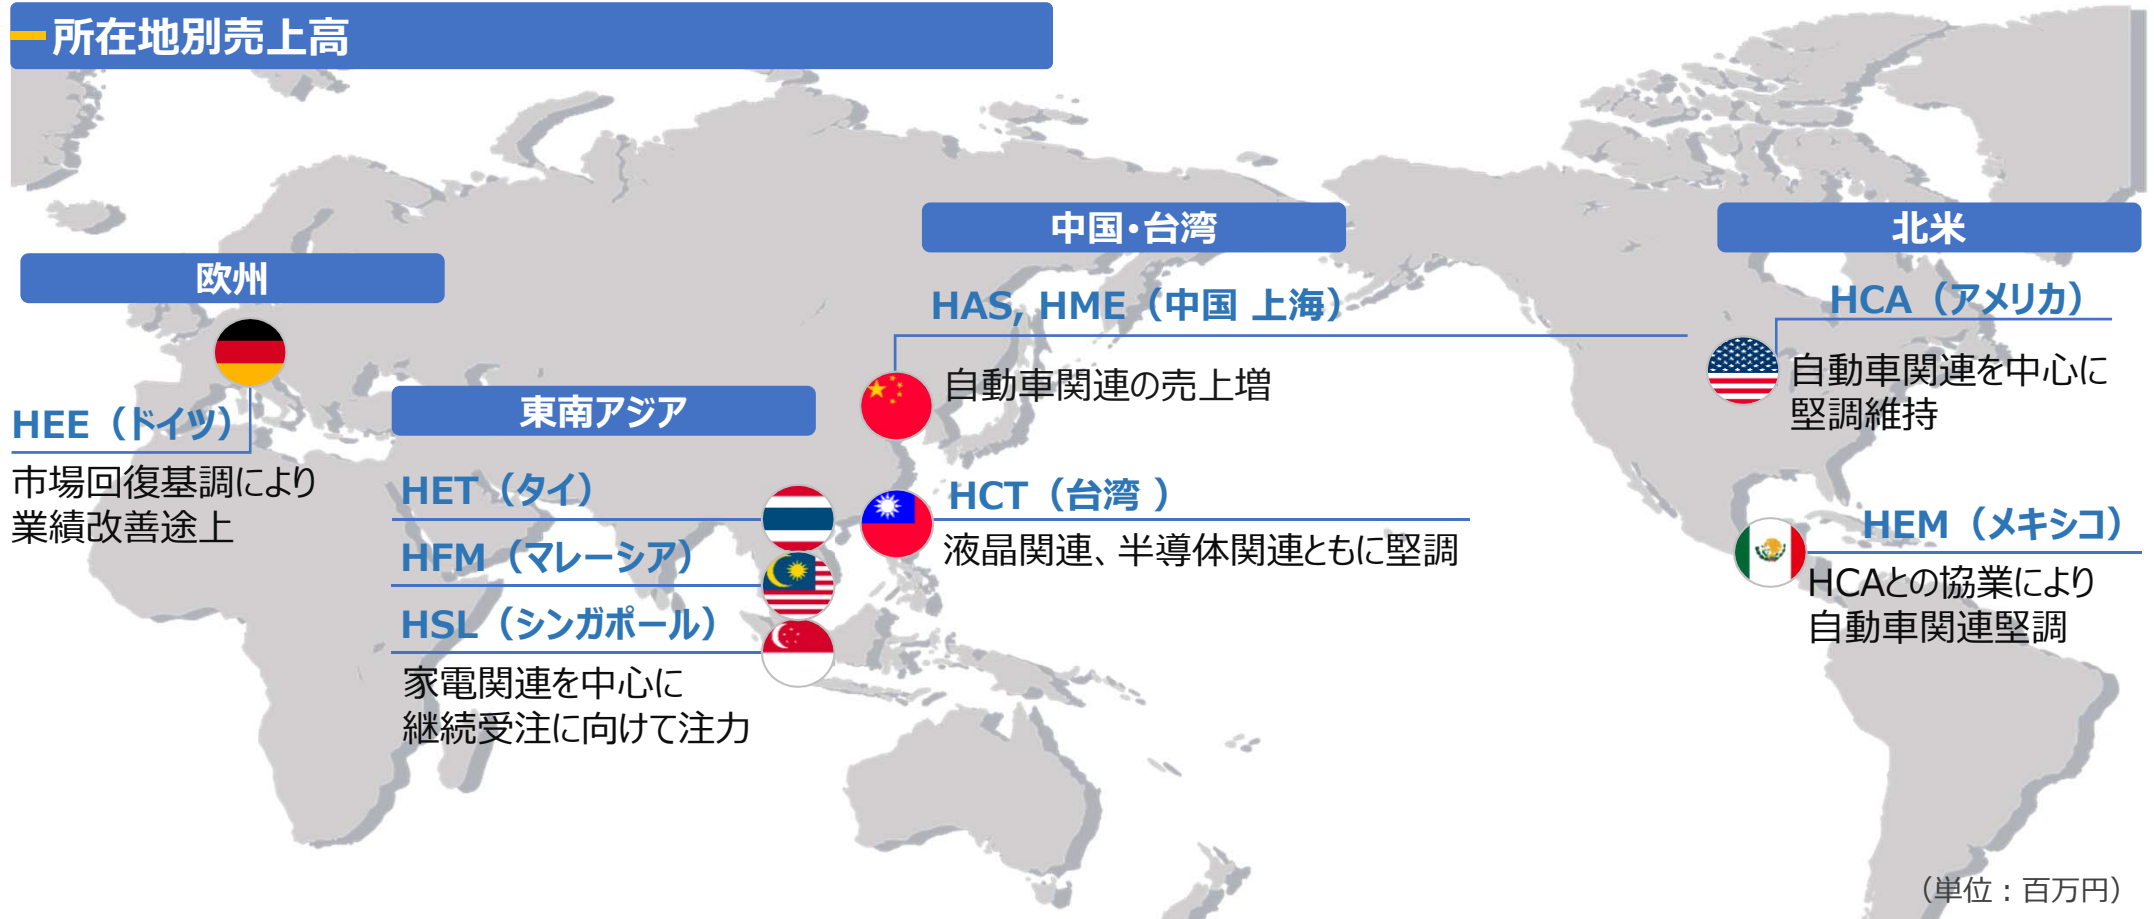 所在地別売上高
欧州
HEE（ドイツ）
市場回復基調により
業績改善途上
東南アジア
HET（タイ）
HFM（マレーシア）
HSL（シンガポール）
家電関連を中心に
継続受注に向けて注力
中国・台湾
HAS, HME（中国 上海）
自動車関連の売上増
HCT（台湾 ）
液晶関連、半導体関連ともに堅調
北米
HCA（アメリカ）
自動車関連を中心に
堅調維持
HEM（メキシコ）
HCAとの協業により
自動車関連堅調
（単位：百万円）